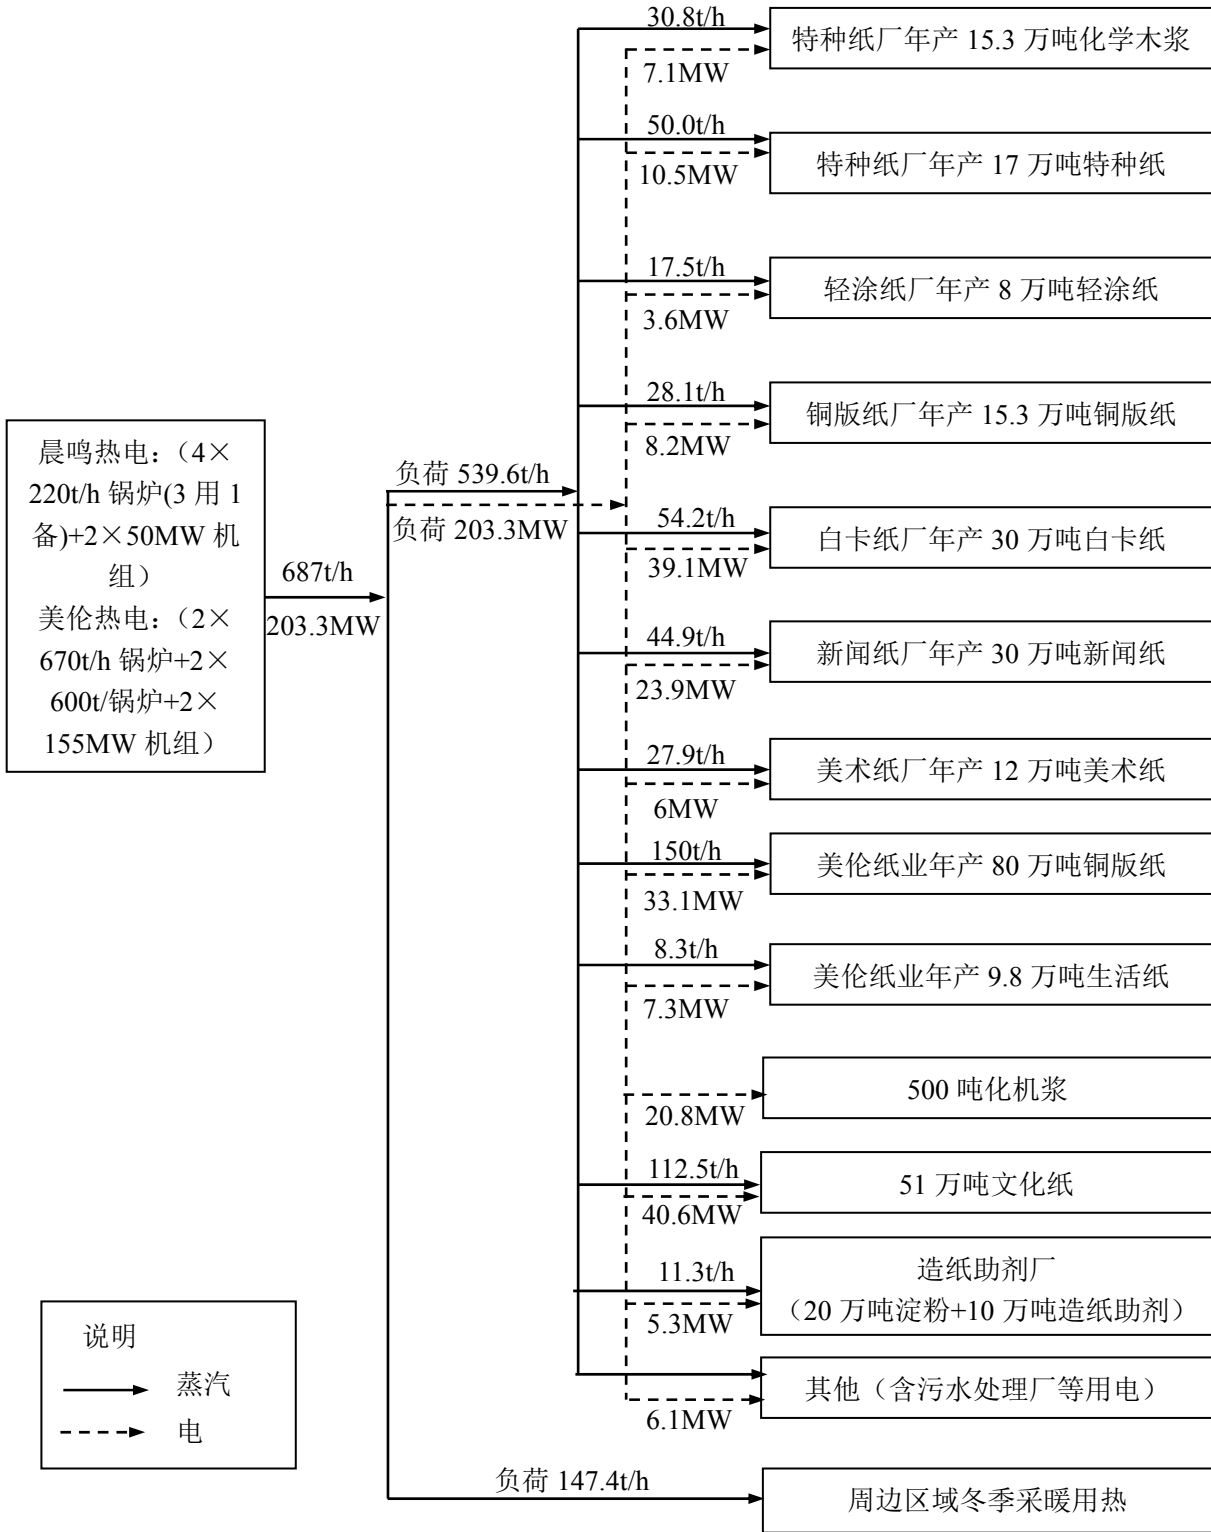 30.8t/h
特种纸厂年产 15.3 万吨化学木浆
7.1MW
50.0t/h
特种纸厂年产 17 万吨特种纸
10.5MW
17.5t/h
轻涂纸厂年产 8 万吨轻涂纸
3.6MW
28.1t/h
铜版纸厂年产 15.3 万吨铜版纸
8.2MW
晨鸣热电：（4×
220t/h 锅炉(3 用 1
备)+2×50MW 机
组）
美伦热电：（2×
670t/h 锅炉+2×
600t/锅炉+2×
155MW 机组）
687t/h
203.3MW
负荷 539.6t/h
负荷 203.3MW
54.2t/h
白卡纸厂年产 30 万吨白卡纸
39.1MW
44.9t/h
新闻纸厂年产 30 万吨新闻纸
23.9MW
27.9t/h
美术纸厂年产 12 万吨美术纸
6MW
150t/h
美伦纸业年产 80 万吨铜版纸
33.1MW
8.3t/h
美伦纸业年产 9.8 万吨生活纸
7.3MW
500 吨化机浆
20.8MW
112.5t/h
51 万吨文化纸
40.6MW
11.3t/h
造纸助剂厂
（20 万吨淀粉+10 万吨造纸助剂）
5.3MW
其他（含污水处理厂等用电）
6.1MW
说明
蒸汽
电
负荷 147.4t/h
周边区域冬季采暖用热